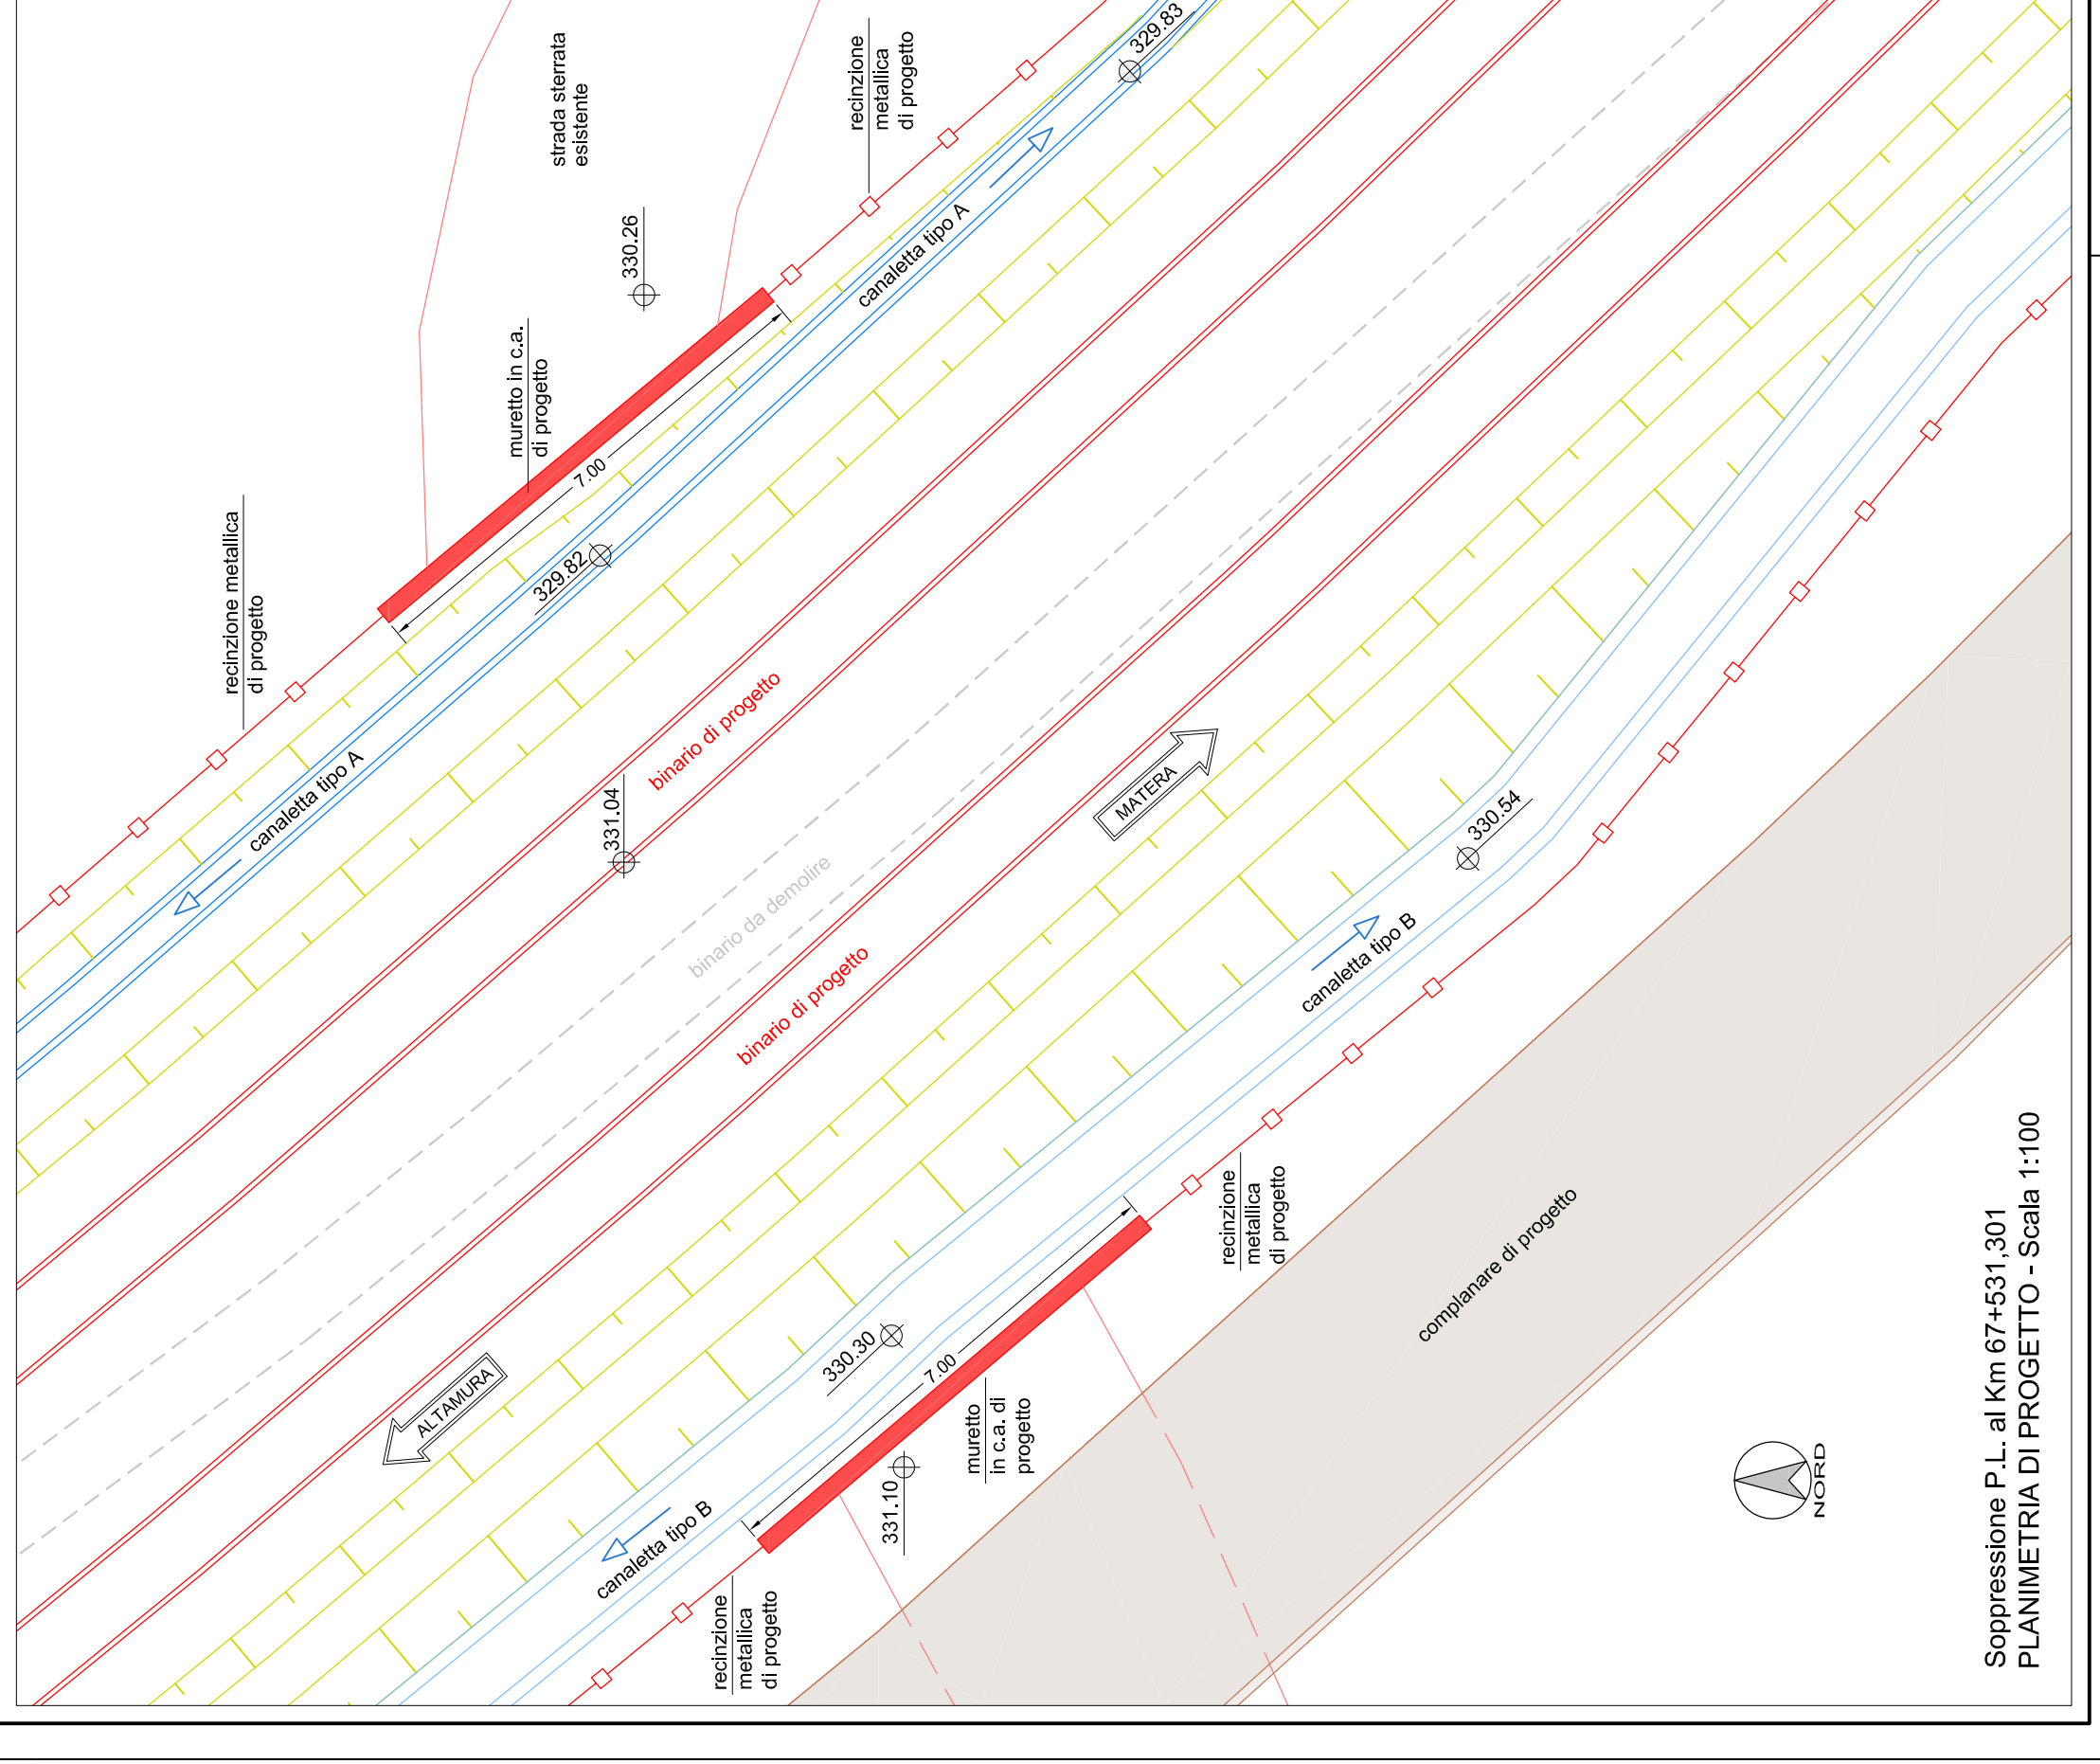 strada sterrata
esistente
recinzione
metallica
di progetto
329.83
330.26
canaletta tipo A
muretto in c.a.
di progetto
7.00
329.82
recinzione metallica
di progetto
canaletta tipo A
331.04
binario di progetto
binario da demolire
binario di progetto
MATERA
330.54
canaletta tipo B
ALTAMURA
330.30
7.00
recinzione
metallica
di progetto
muretto
in c.a. di
progetto
331.10
canaletta tipo B
recinzione
metallica
di progetto
complanare di progetto
NORD
Soppressione P.L. al Km 67+531,301
PLANIMETRIA DI PROGETTO - Scala 1:100